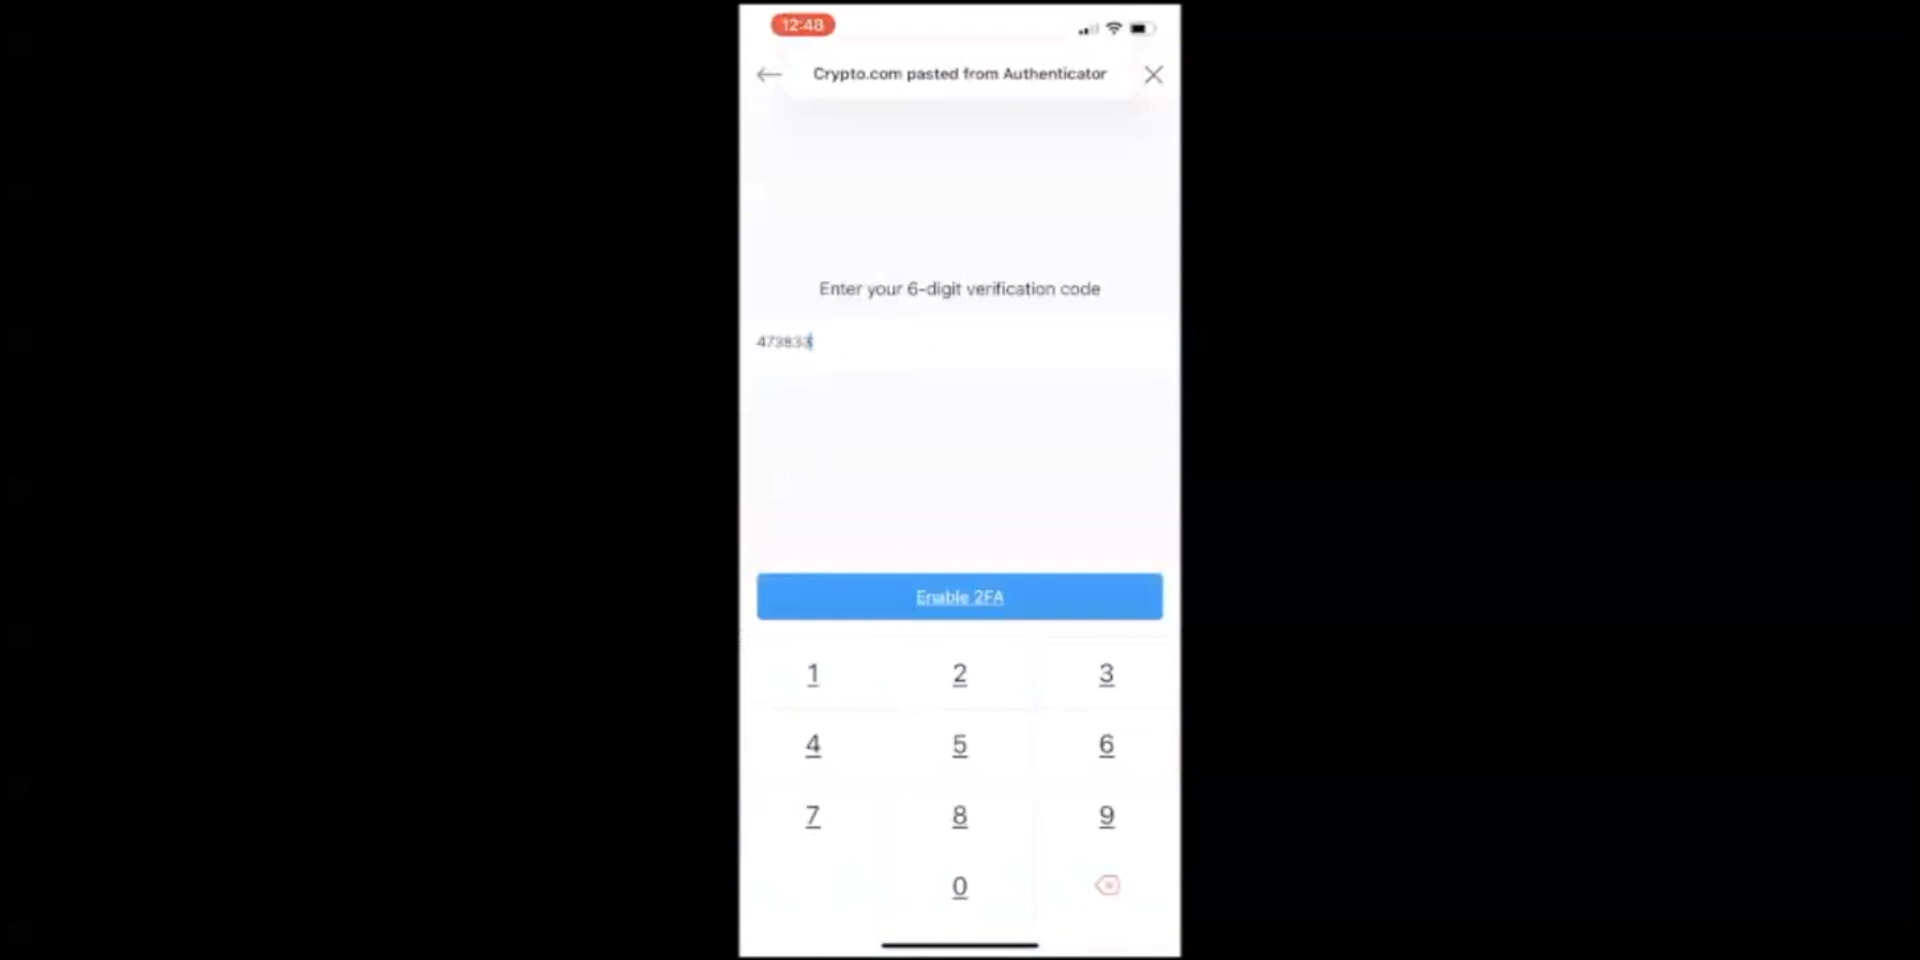 12:48
Crypto.com pasted from Authenticator
Enter your 6-digit verification code
473833
Enable 2FA
1 2 3
4 5 6
7 8 9
0